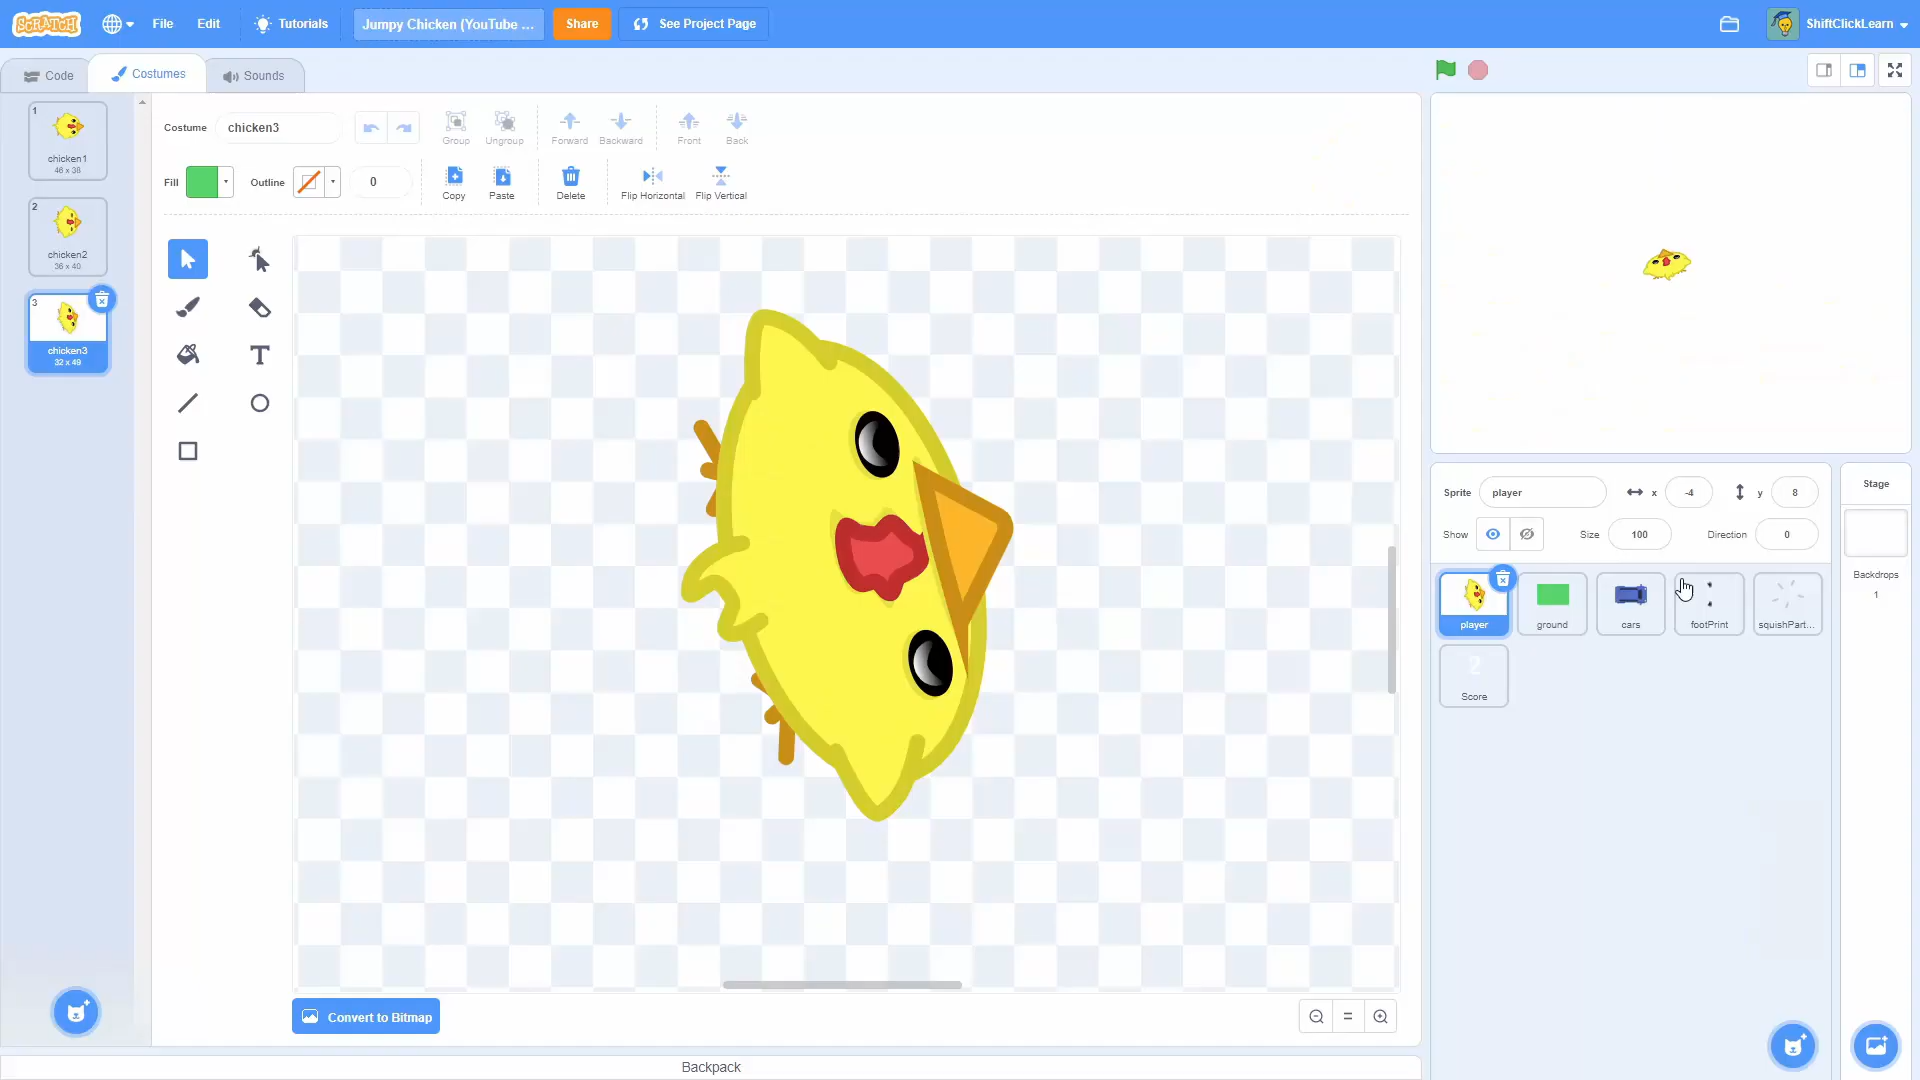 SCRATCH
File
Edit
Tutorials
Jumpy Chicken (YouTube ...
Share
See Project Page
ShiftClickLearn
Code
Costumes
Sounds
1
chicken1
46 x 38
2
chicken2
36 x 40
3
chicken3
32 x 49
Costume
chicken3
Group
Ungroup
Forward
Backward
Front
Back
Fill
Outline
0
Copy
Paste
Delete
Flip Horizontal
Flip Vertical
T
Convert to Bitmap
=
Backpack
Sprite
player
x
-4
y
8
Show
Size
100
Direction
0
player
ground
cars
footPrint
squishPart...
2
Score
Stage
Backdrops
1